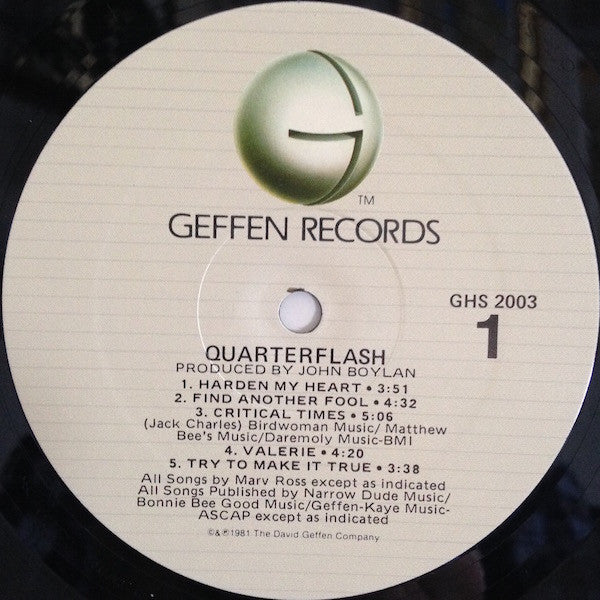 TM
GEFFEN RECORDS
GHS 2003
1
QUARTERFLASH
PRODUCED BY JOHN BOYLAN
1. HARDEN MY HEART • 3:51
2. FIND ANOTHER FOOL • 4:32
3. CRITICAL TIMES • 5:06
(Jack Charles) Birdwoman Music/ Matthew
Bee's Music/Daremoly Music-BMI
4. VALERIE • 4:20
5. TRY TO MAKE IT TRUE • 3:38
All Songs by Marv Ross except as indicated
All Songs Published by Narrow Dude Music/
Bonnie Bee Good Music/Geffen-Kaye Music-
ASCAP except as indicated
©&℗1981 The David Geffen Company